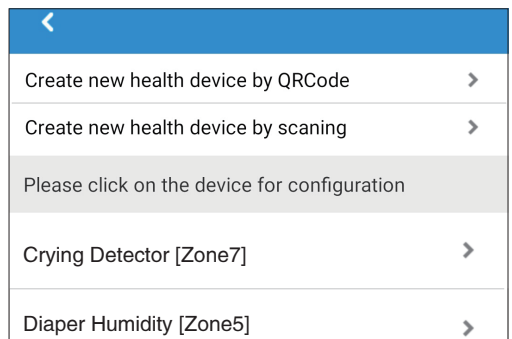 Create new health device by QRCode
Create new health device by scaning
Please click on the device for configuration
Crying Detector [Zone7]
Diaper Humidity [Zone5]